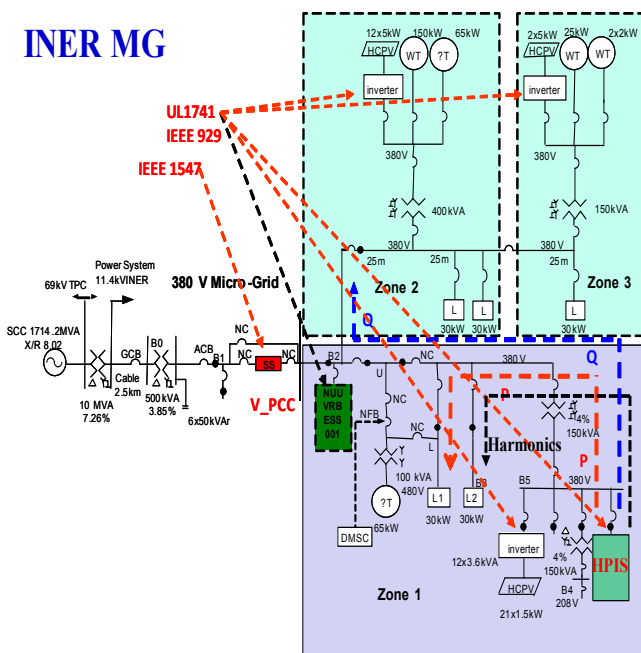 INER MG
12x5kW
150kW
65kW
HCPV
WT
?T
inverter
380V
400kVA
380V
25m
25m
Zone 2
L
L
30kW
30kW
2x5kW
25kW
2x2kW
HCPV
WT
WT
inverter
380V
150kVA
380V
25m
Zone 3
L
30kW
UL1741
IEEE 929
IEEE 1547
Power System
11.4kVINER
69kV TPC
380 V Micro-Grid
SCC 1714.2MVA
X/R 8.02
GCB
B0
ACB
B1
NC
NC
SS
NC
Cable
2.5km
10 MVA
7.26%
500kVA
3.85%
6x50kVAr
V_PCC
B2
NUU
VRB
ESS
001
U
NC
NC
NFB
NC
L
100 kVA
480V
?T
65kW
DMSC
L1
L2
30kW
30kW
B3
380 V
Q
Q
P
P
Harmonics
4%
150kVA
B5
380V
inverter
12x3.6kVA
HCPV
21x1.5kW
4%
150kVA
B4
208V
HPIS
Zone 1